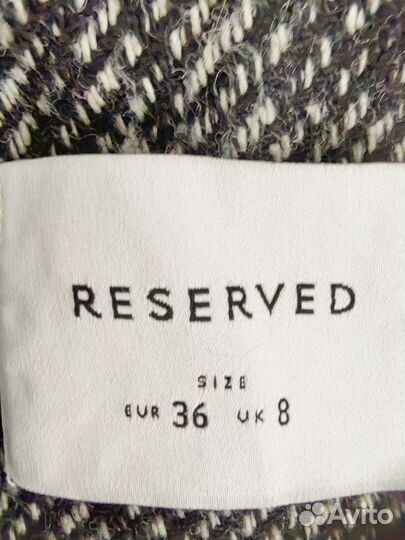 RESERVED
SIZE
EUR 36 UK 8
Avito